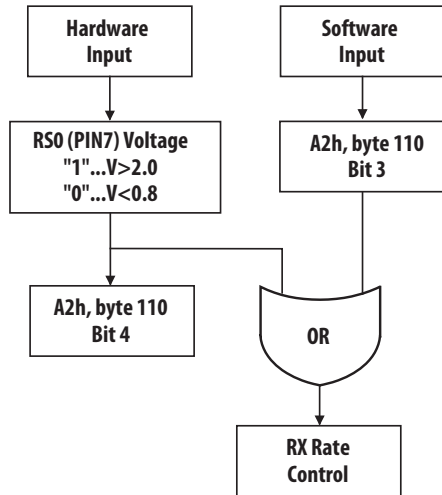 Hardware
Input
Software
Input
RS0 (PIN7) Voltage
"1"...V>2.0
"0"...V<0.8
A2h, byte 110
Bit 3
A2h, byte 110
Bit 4
OR
RX Rate
Control